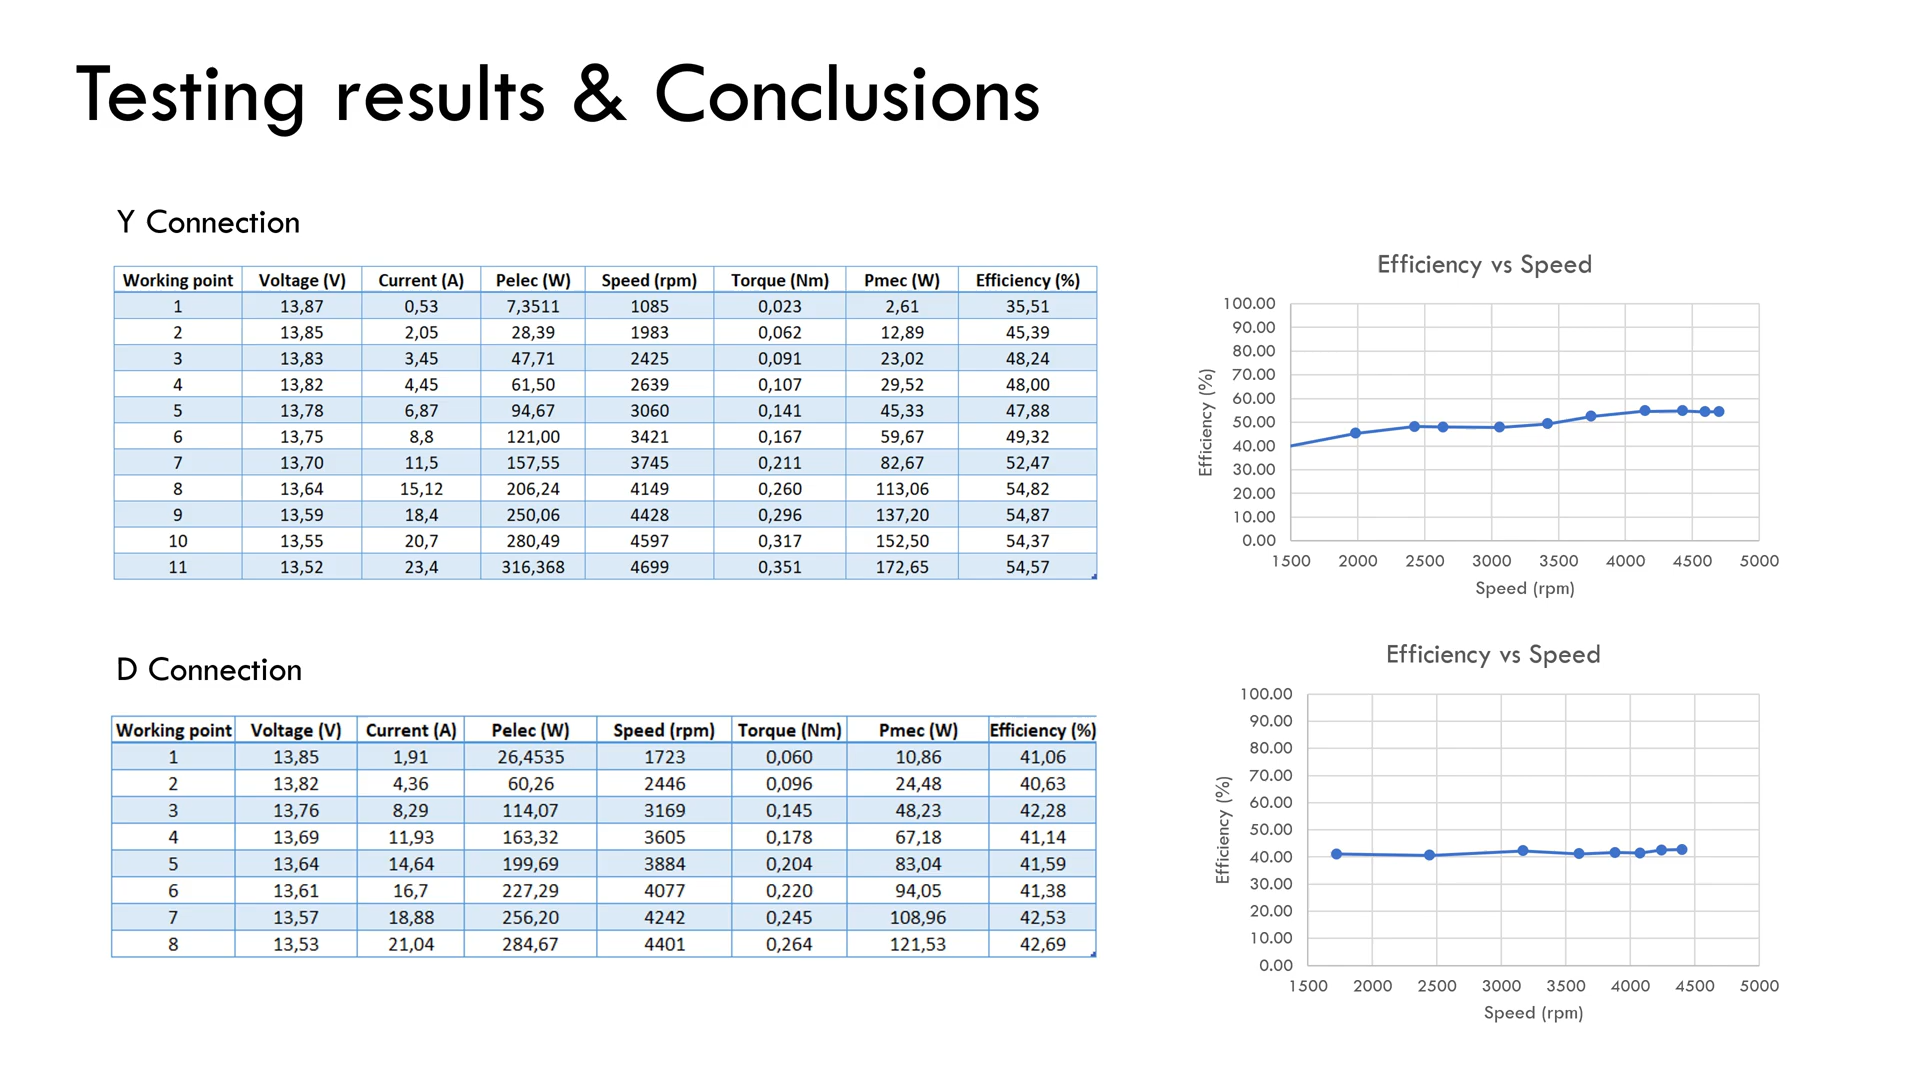 Testing results & Conclusions
Y Connection
Working point Voltage (V) Current (A) Pelec (W) Speed (rpm) Torque (Nm) Pmec (W) Efficiency (%)
1 13,87 0,53 7,3511 1085 0,023 2,61 35,51
2 13,85 2,05 28,39 1983 0,062 12,89 45,39
3 13,83 3,45 47,71 2425 0,091 23,02 48,24
4 13,82 4,45 61,50 2639 0,107 29,52 48,00
5 13,78 6,87 94,67 3060 0,141 45,33 47,88
6 13,75 8,8 121,00 3421 0,167 59,67 49,32
7 13,70 11,5 157,55 3745 0,211 82,67 52,47
8 13,64 15,12 206,24 4149 0,260 113,06 54,82
9 13,59 18,4 250,06 4428 0,296 137,20 54,87
10 13,55 20,7 280,49 4597 0,317 152,50 54,37
11 13,52 23,4 316,368 4699 0,351 172,65 54,57
Efficiency vs Speed
Efficiency (%)
100.00
90.00
80.00
70.00
60.00
50.00
40.00
30.00
20.00
10.00
0.00
1500 2000 2500 3000 3500 4000 4500 5000
Speed (rpm)
D Connection
Working point Voltage (V) Current (A) Pelec (W) Speed (rpm) Torque (Nm) Pmec (W) Efficiency (%)
1 13,85 1,91 26,4535 1723 0,060 10,86 41,06
2 13,82 4,36 60,26 2446 0,096 24,48 40,63
3 13,76 8,29 114,07 3169 0,145 48,23 42,28
4 13,69 11,93 163,32 3605 0,178 67,18 41,14
5 13,64 14,64 199,69 3884 0,204 83,04 41,59
6 13,61 16,7 227,29 4077 0,220 94,05 41,38
7 13,57 18,88 256,20 4242 0,245 108,96 42,53
8 13,53 21,04 284,67 4401 0,264 121,53 42,69
Efficiency vs Speed
Efficiency (%)
100.00
90.00
80.00
70.00
60.00
50.00
40.00
30.00
20.00
10.00
0.00
1500 2000 2500 3000 3500 4000 4500 5000
Speed (rpm)